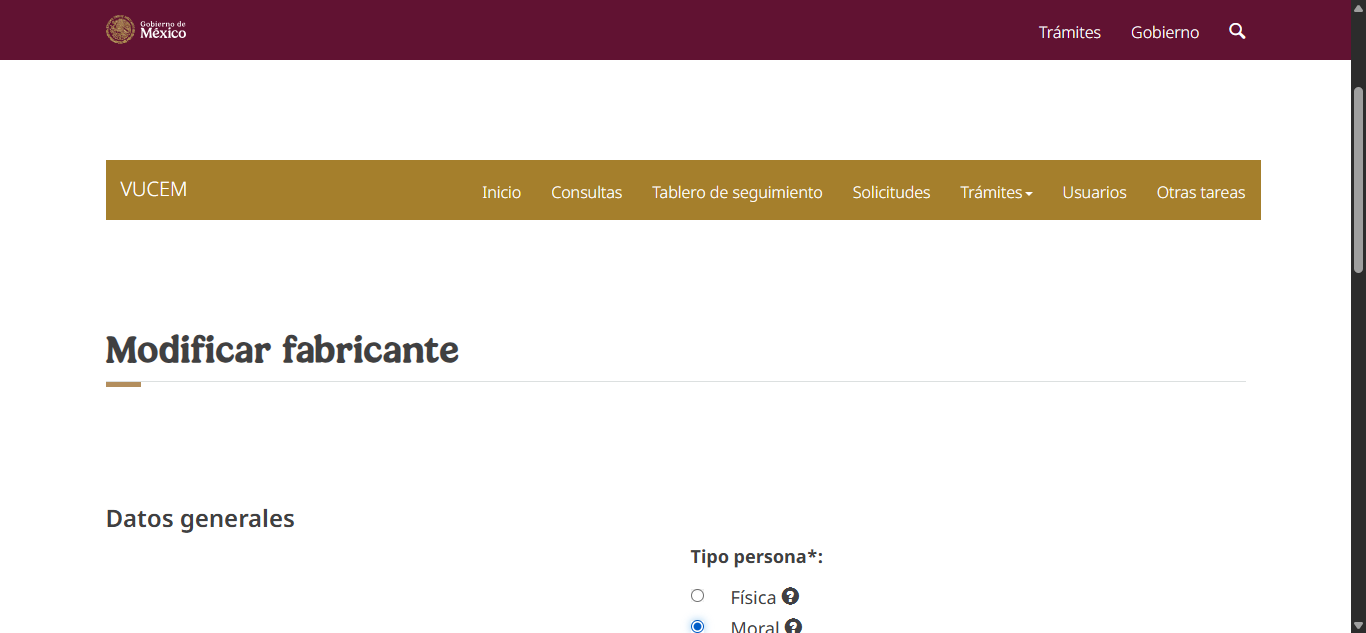 Gobierno de
México
Trámites
Gobierno
VUCEM
Inicio
Consultas
Tablero de seguimiento
Solicitudes
Trámites
Usuarios
Otras tareas
Modificar fabricante
Datos generales
Tipo persona*:
Física ?
Moral ?